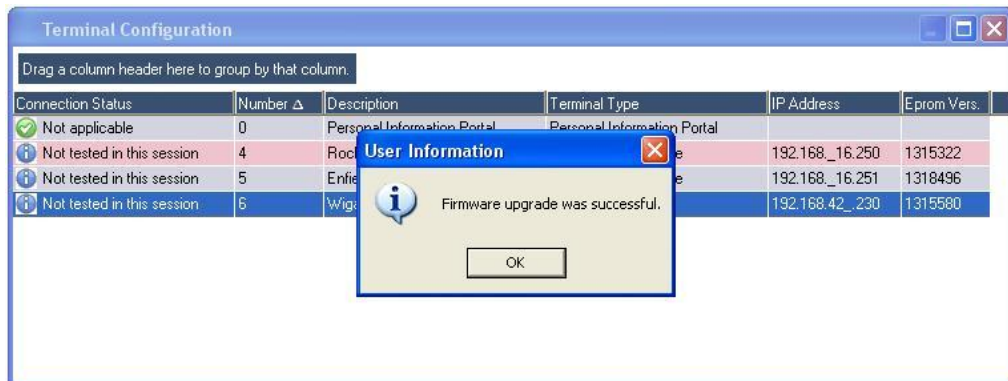 Terminal Configuration
Drag a column header here to group by that column.
Connection Status Number Description Terminal Type IP Address Eprom Vers.
Not applicable 0 Personal Information Portal Personal Information Portal
Not tested in this session 4 192.168._16.250 1315322
Not tested in this session 5 192.168._16.251 1318496
Not tested in this session 6 192.168.42_.230 1315580
User Information
Firmware upgrade was successful.
OK